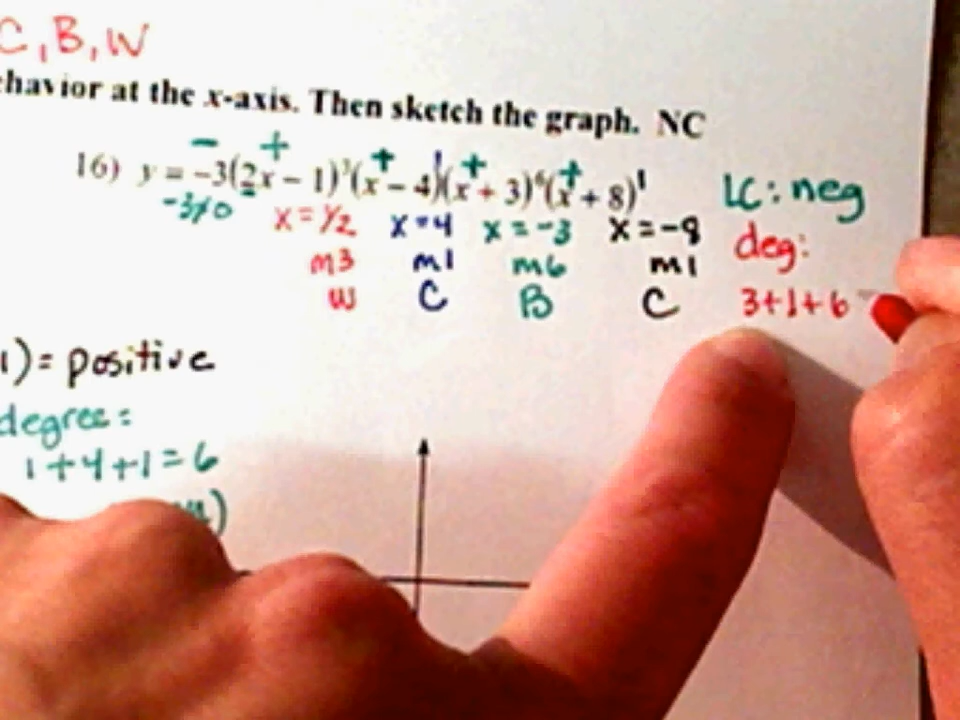 C, B, W
ehavior at the x-axis. Then sketch the graph. NC
- + + + +
16) y = -3(2x - 1)³(x - 4)¹(x + 3)⁶(x + 8)¹
LC: neg
-3≠0 x=1/2 x=4 x=-3 x=-8
deg:
m3 m1 m6 m1
W C B C
3+1+6
1)= positive
degree:
1+4+1=6